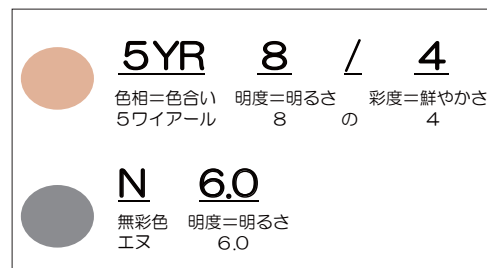 5YR 8 / 4
色相=色合い 明度=明るさ 彩度=鮮やかさ
5ワイアール 8 の 4
N 6.0
無彩色 明度=明るさ
エヌ 6.0